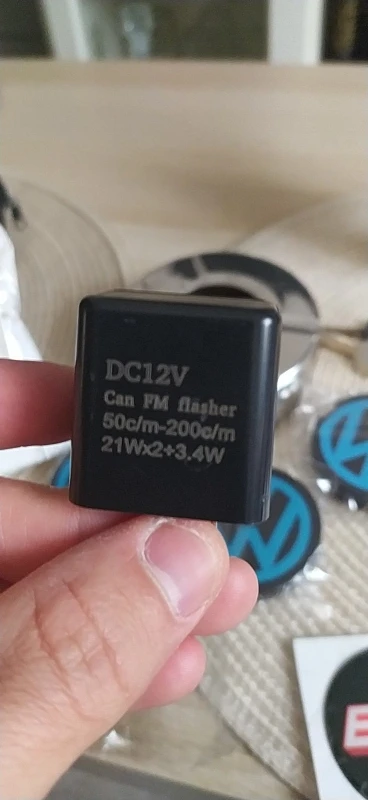 DC12V
Can FM flasher
50c/m-200c/m
21Wx2+3.4W